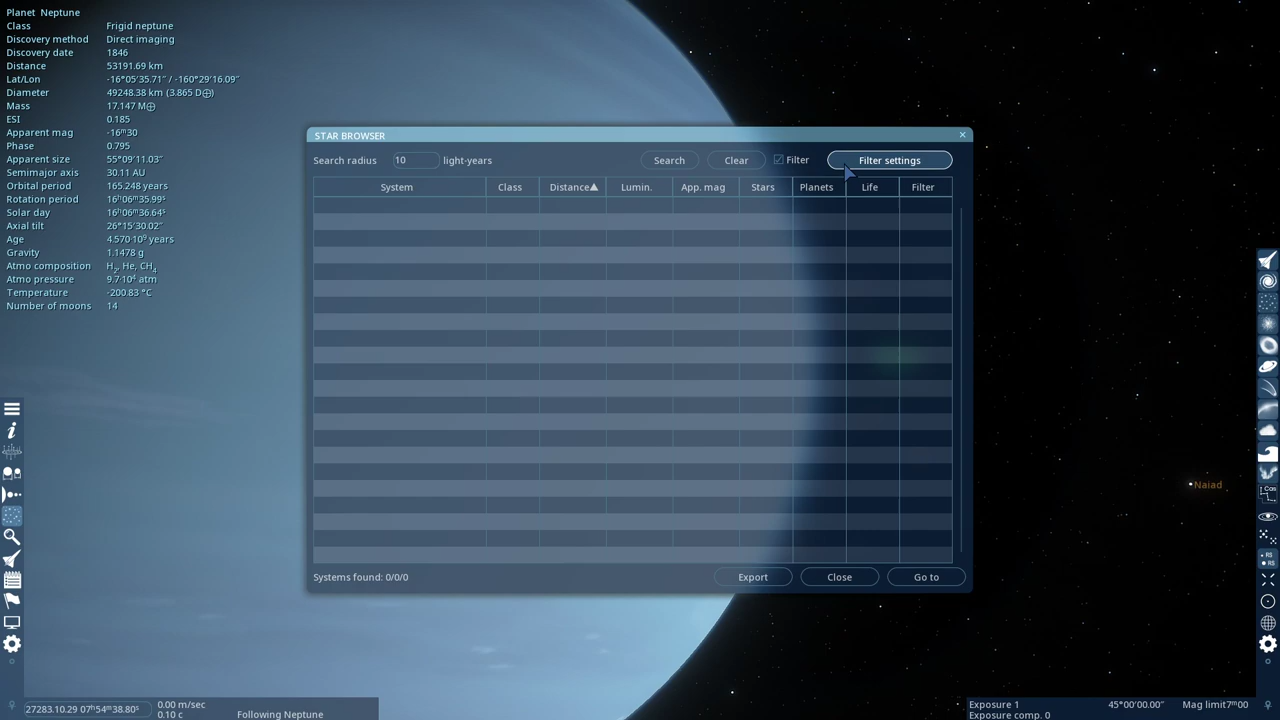 Planet Neptune
Class Frigid neptune
Discovery method Direct imaging
Discovery date 1846
Distance 53191.69 km
Lat/Lon -16°05′35.71″ / -160°29′16.09″
Diameter 49248.38 km (3.865 D⊕)
Mass 17.147 M⊕
ESI 0.185
Apparent mag -16ᵐ30
Phase 0.795
Apparent size 55°09′11.03″
Semimajor axis 30.11 AU
Orbital period 165.248 years
Rotation period 16ʰ06ᵐ35.99ˢ
Solar day 16ʰ06ᵐ36.64ˢ
Axial tilt 26°15′30.02″
Age 4.570·10⁹ years
Gravity 1.1478 g
Atmo composition H₂, He, CH₄
Atmo pressure 9.7·10⁴ atm
Temperature -200.83 °C
Number of moons 14
STAR BROWSER
Search radius 10 light-years Search Clear Filter Filter settings
System Class Distance▲ Lumin. App. mag Stars Planets Life Filter
Systems found: 0/0/0 Export Close Go to
Naiad
27283.10.29 07ʰ54ᵐ38.80ˢ
0.00 m/sec
0.10 c
Following Neptune
Exposure 1 45°00′00.00″ Mag limit 7ᵐ00
Exposure comp. 0